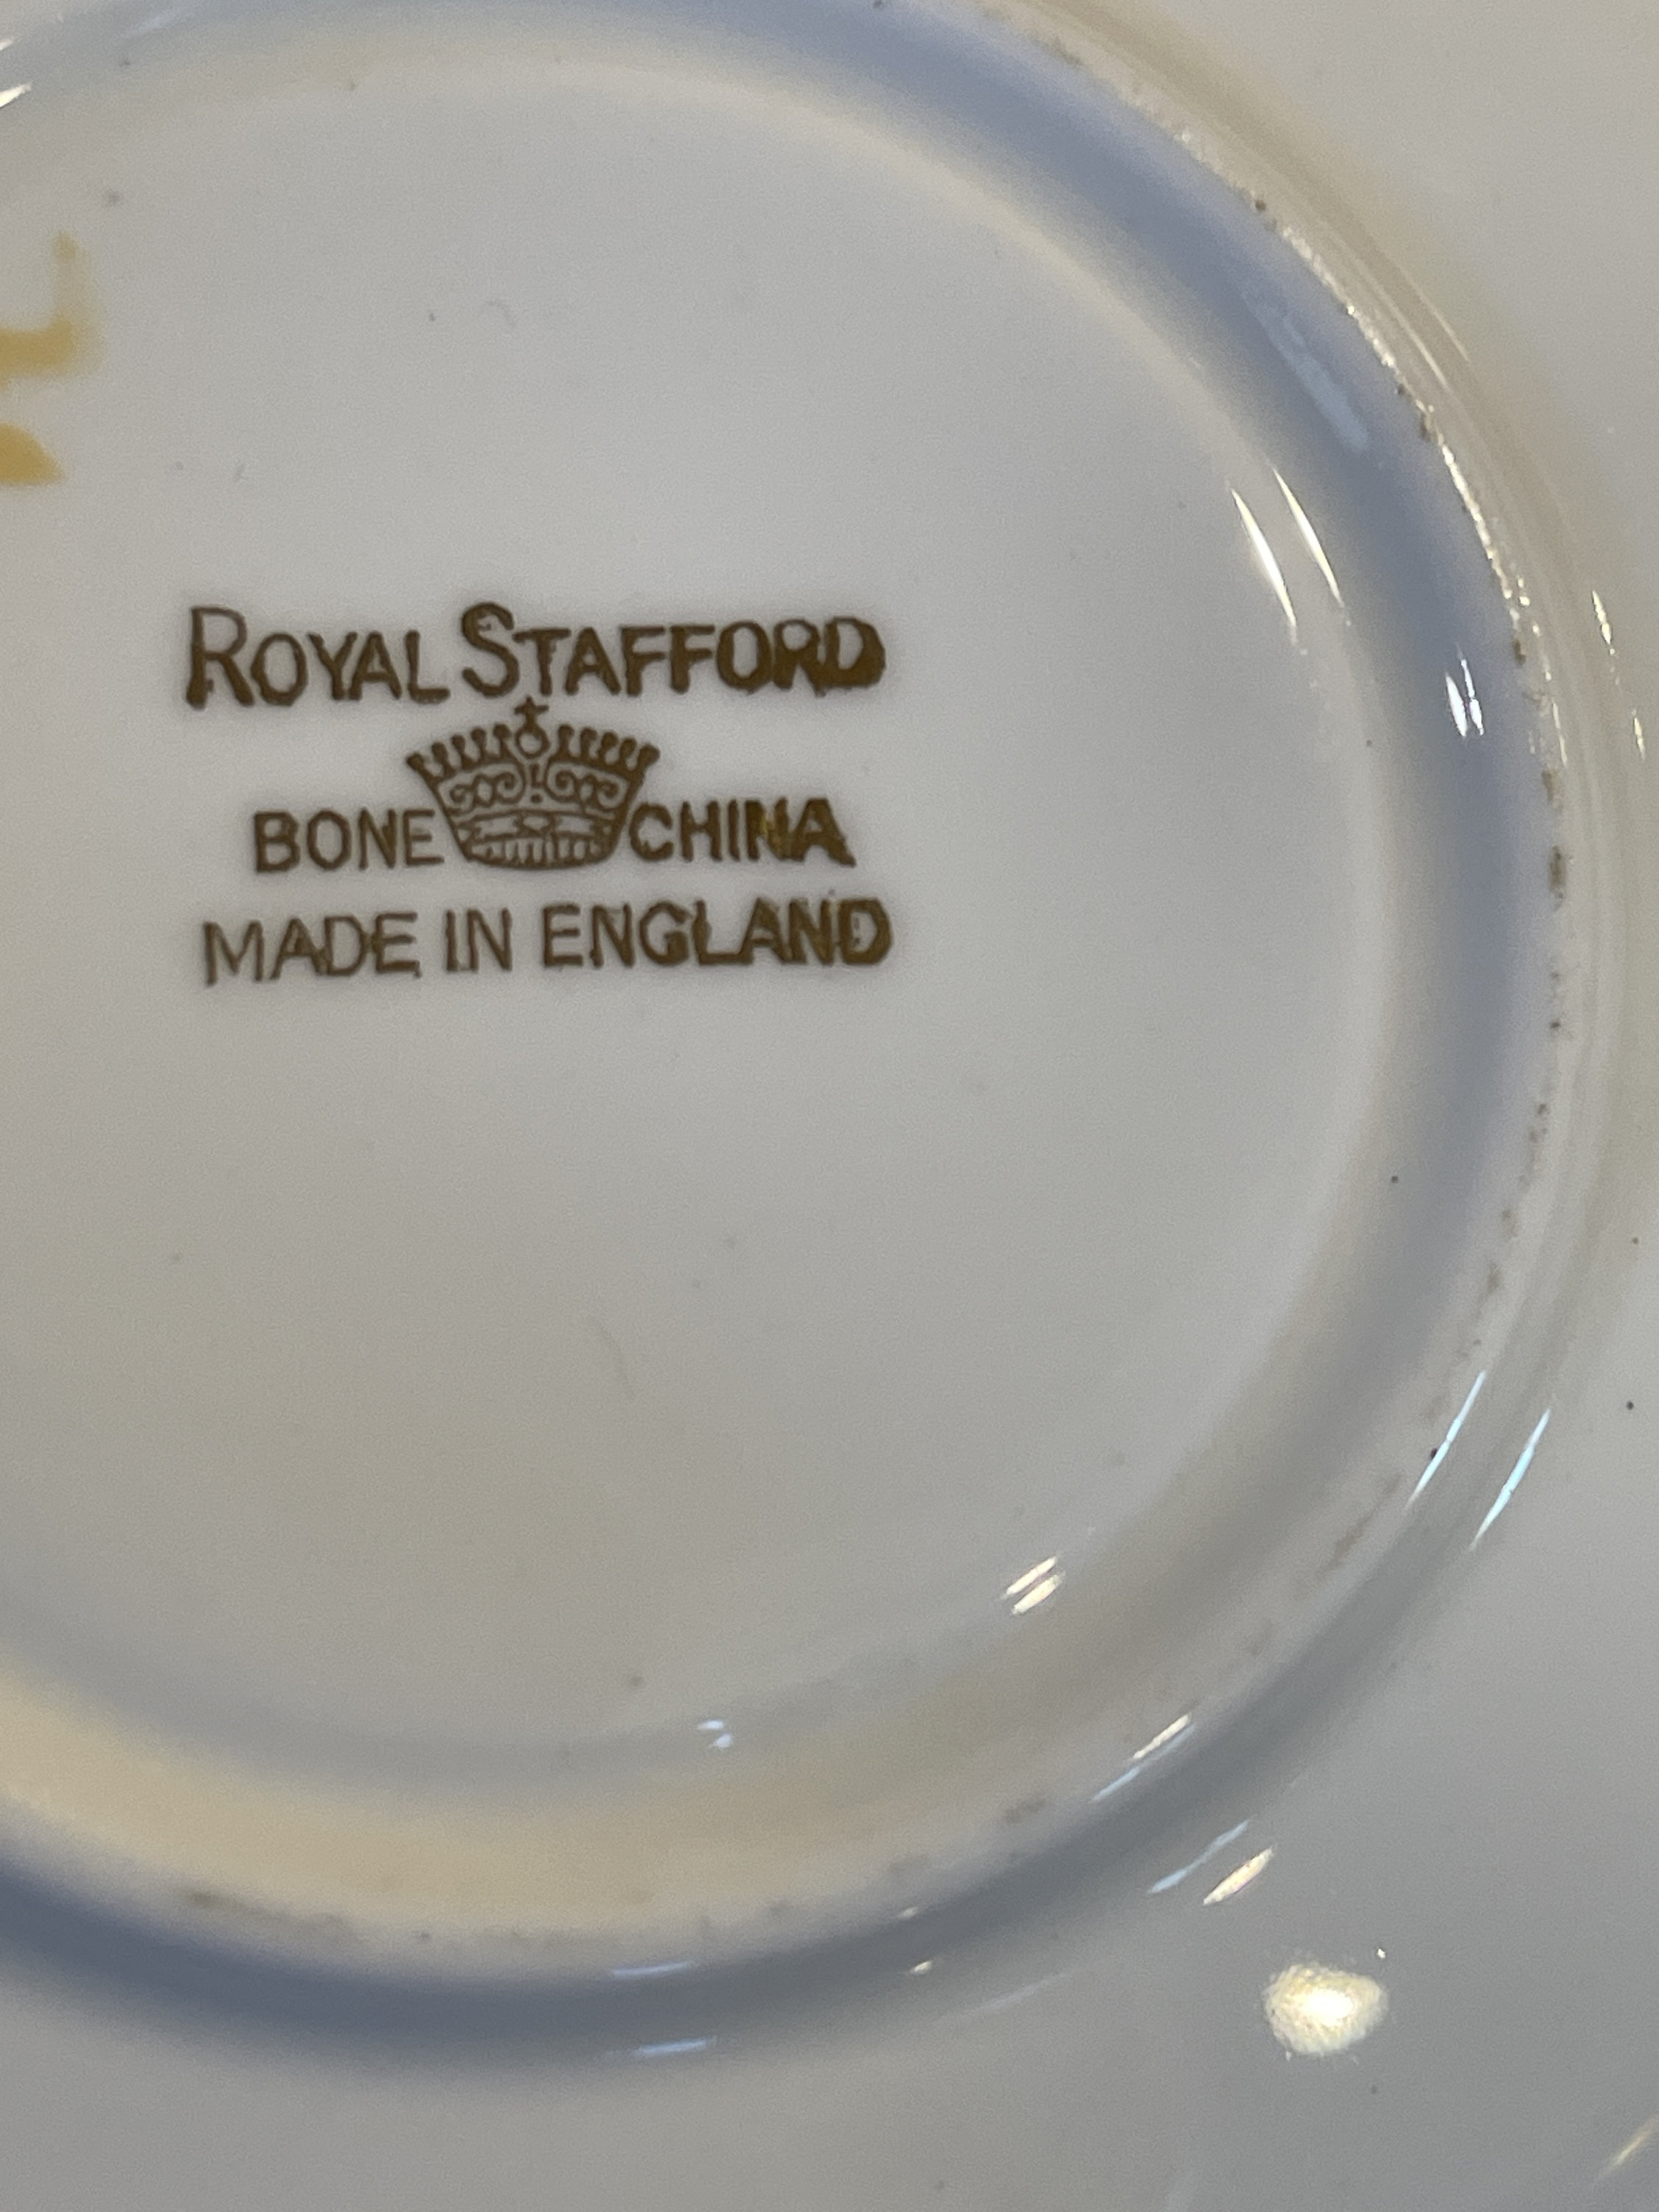 ROYAL STAFFORD
BONE CHINA
MADE IN ENGLAND